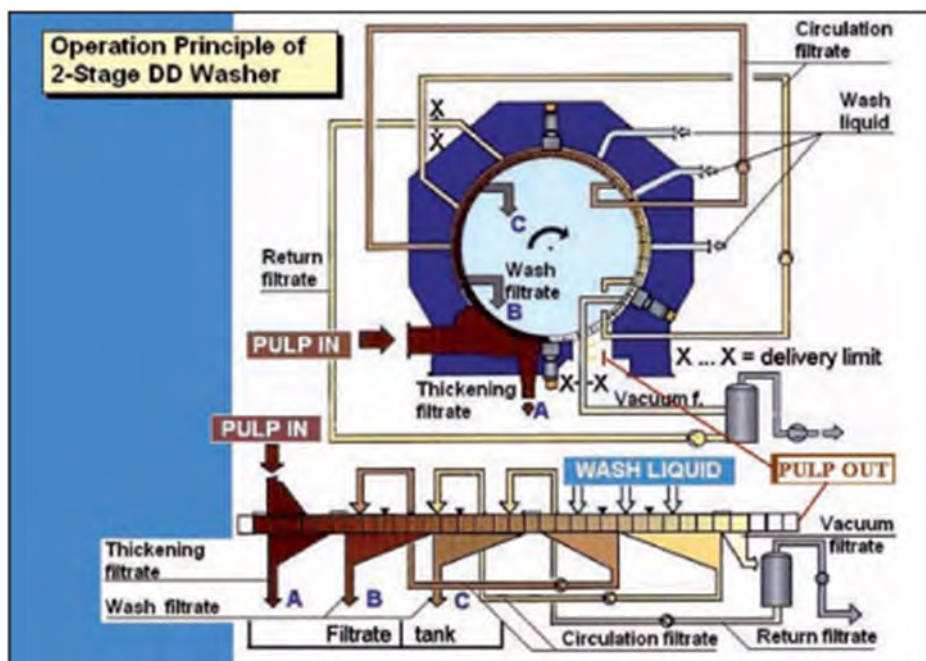 Operation Principle of
2-Stage DD Washer
Circulation
filtrate
Wash
liquid
X
X
C
Return
filtrate
Wash
filtrate
B
PULP IN
X ... X = delivery limit
Thickening
filtrate
X-X
A
Vacuum f.
PULP IN
WASH LIQUID
PULP OUT
Vacuum
filtrate
Thickening
filtrate
Wash filtrate
A
B
C
Filtrate tank
Circulation filtrate
Return filtrate